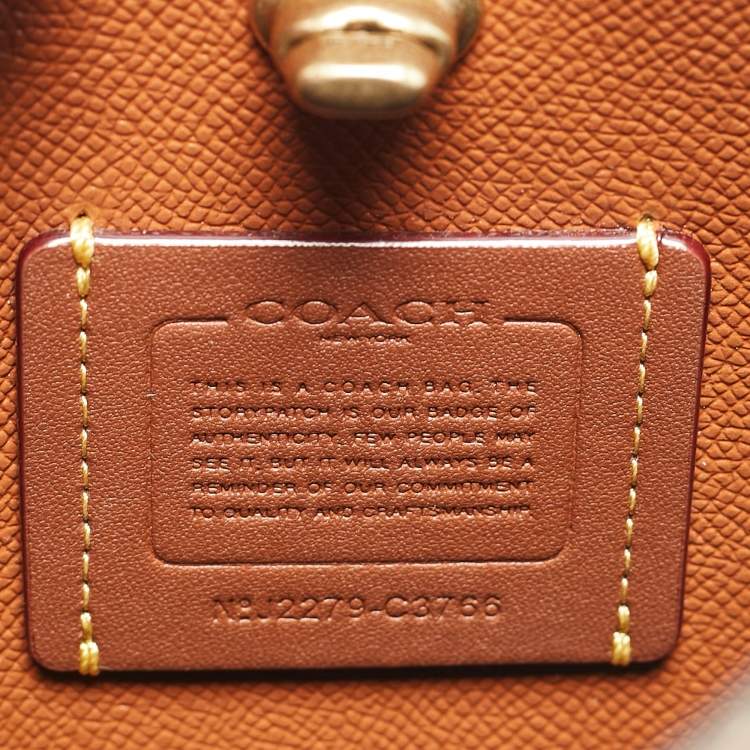 COACH
NEW YORK
THIS IS A COACH BAG. THE
STORYPATCH IS OUR BADGE OF
AUTHENTICITY. FEW PEOPLE MAY
SEE IT, BUT IT WILL ALWAYS BE A
REMINDER OF OUR COMMITMENT
TO QUALITY AND CRAFTSMANSHIP.
No.J2279-C3766